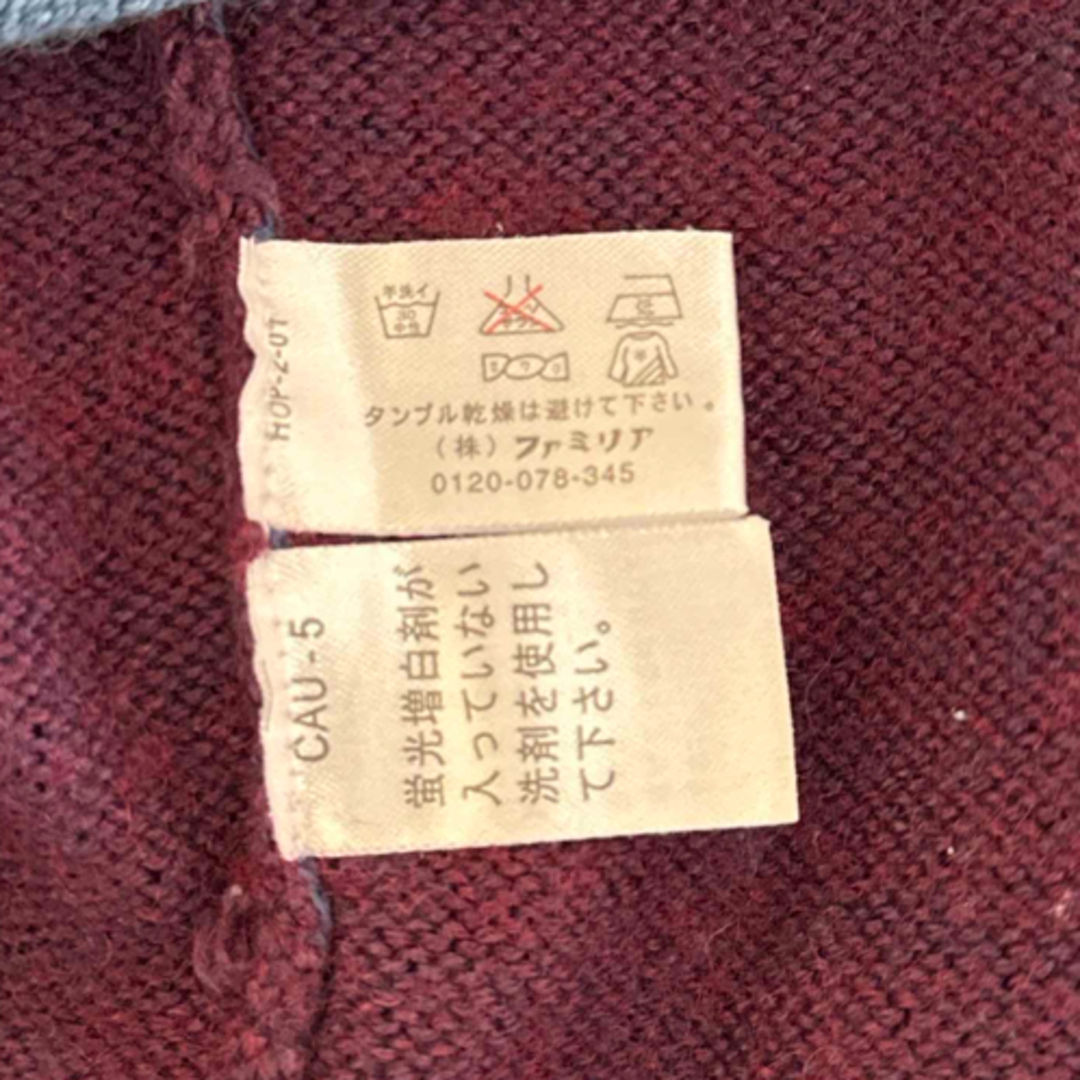 手洗イ
30
中性
タンブル乾燥は避けて下さい。
(株)ファミリア
0120-078-345
CAU-5
蛍光増白剤が
入っていない
洗剤を使用し
て下さい。